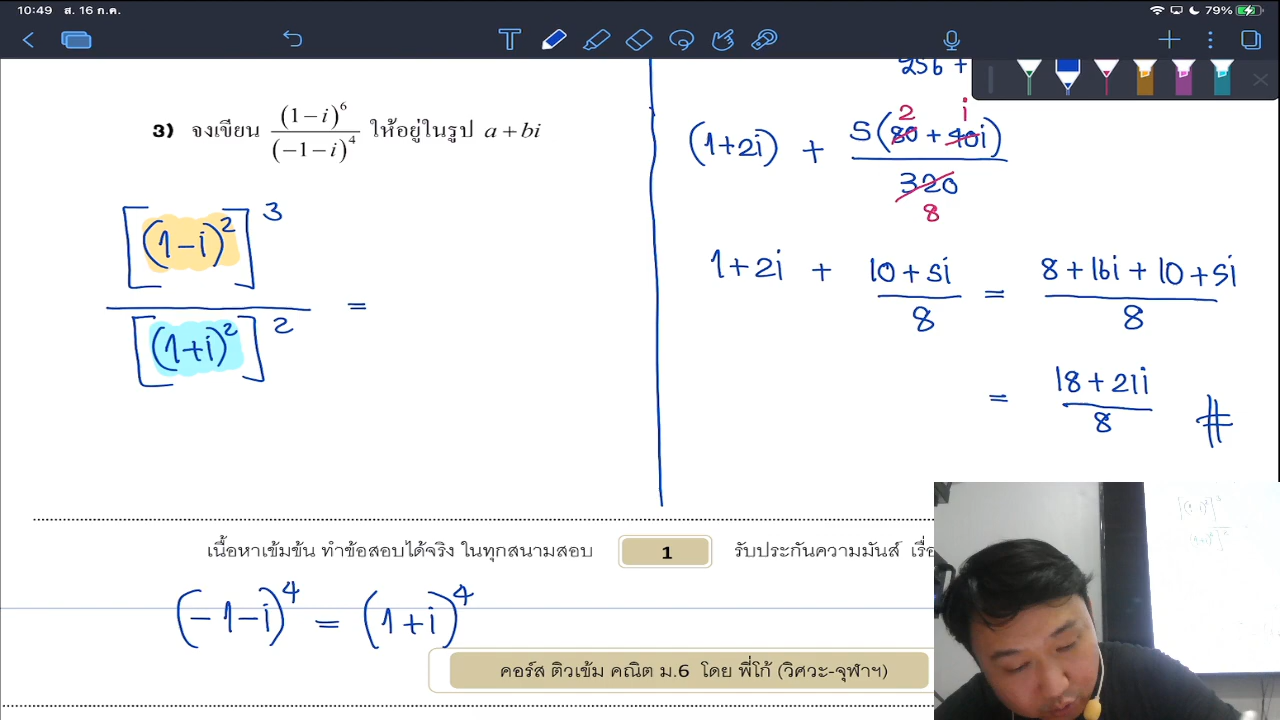 10:49 ส. 16 ก.ค.
79%
3) จงเขียน (1−i)^6 / (−1−i)^4 ให้อยู่ในรูป a+bi
[(1−i)^2]^3 / [(1+i)^2]^2 =
256 +
(1+2i) + 5(80 + 40i) / 320
2 i
8
1+2i + (10+5i)/8 = (8+16i+10+5i)/8
= (18+21i)/8 #
เนื้อหาเข้มข้น ทำข้อสอบได้จริง ในทุกสนามสอบ 1 รับประกันความมันส์ เรื่อ
(−1−i)^4 = (1+i)^4
คอร์ส ติวเข้ม คณิต ม.6 โดย พี่โก้ (วิศวะ-จุฬาฯ)